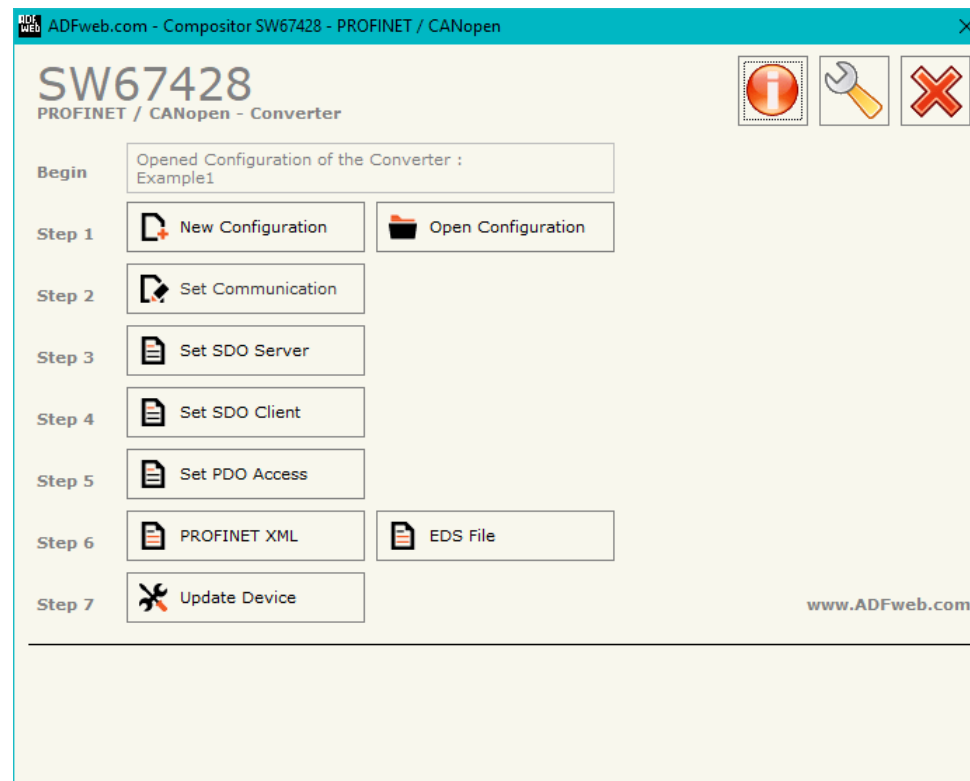 ADF
WEB
ADFweb.com - Compositor SW67428 - PROFINET / CANopen
SW67428
PROFINET / CANopen - Converter
Begin
Opened Configuration of the Converter :
Example1
Step 1
New Configuration
Open Configuration
Step 2
Set Communication
Step 3
Set SDO Server
Step 4
Set SDO Client
Step 5
Set PDO Access
Step 6
PROFINET XML
EDS File
Step 7
Update Device
www.ADFweb.com